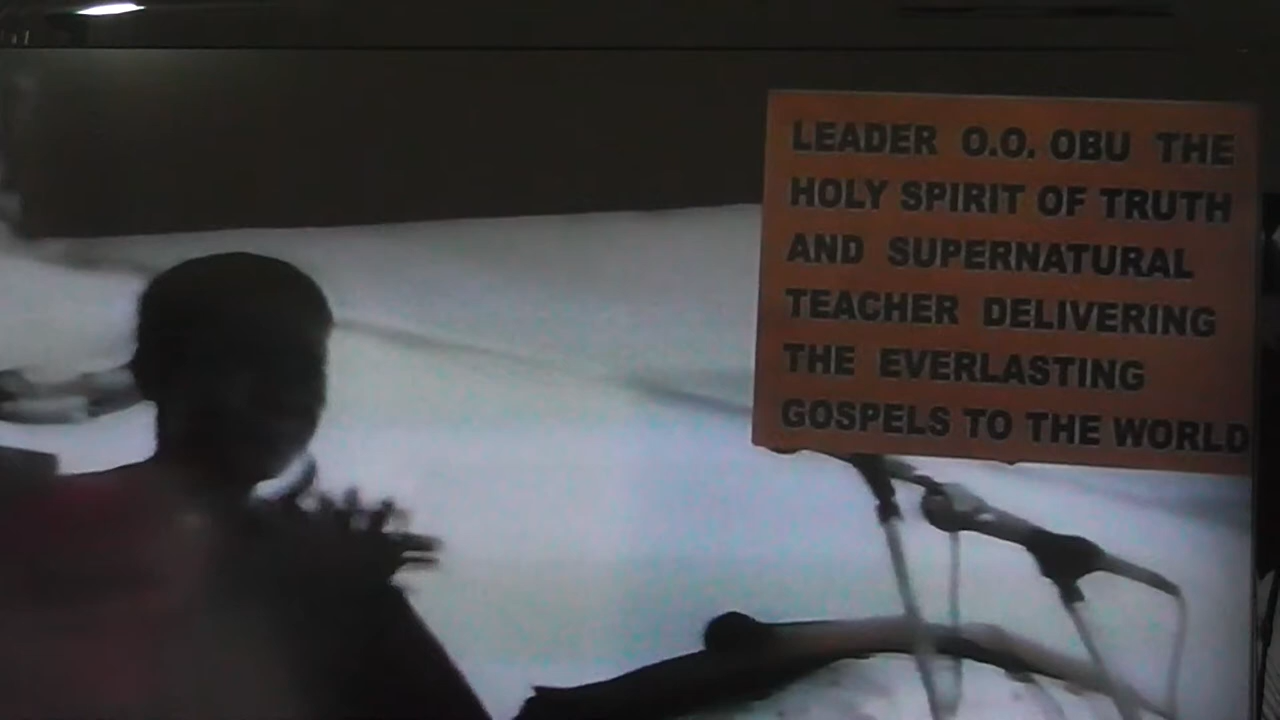 LEADER O.O. OBU THE
HOLY SPIRIT OF TRUTH
AND SUPERNATURAL
TEACHER DELIVERING
THE EVERLASTING
GOSPELS TO THE WORLD